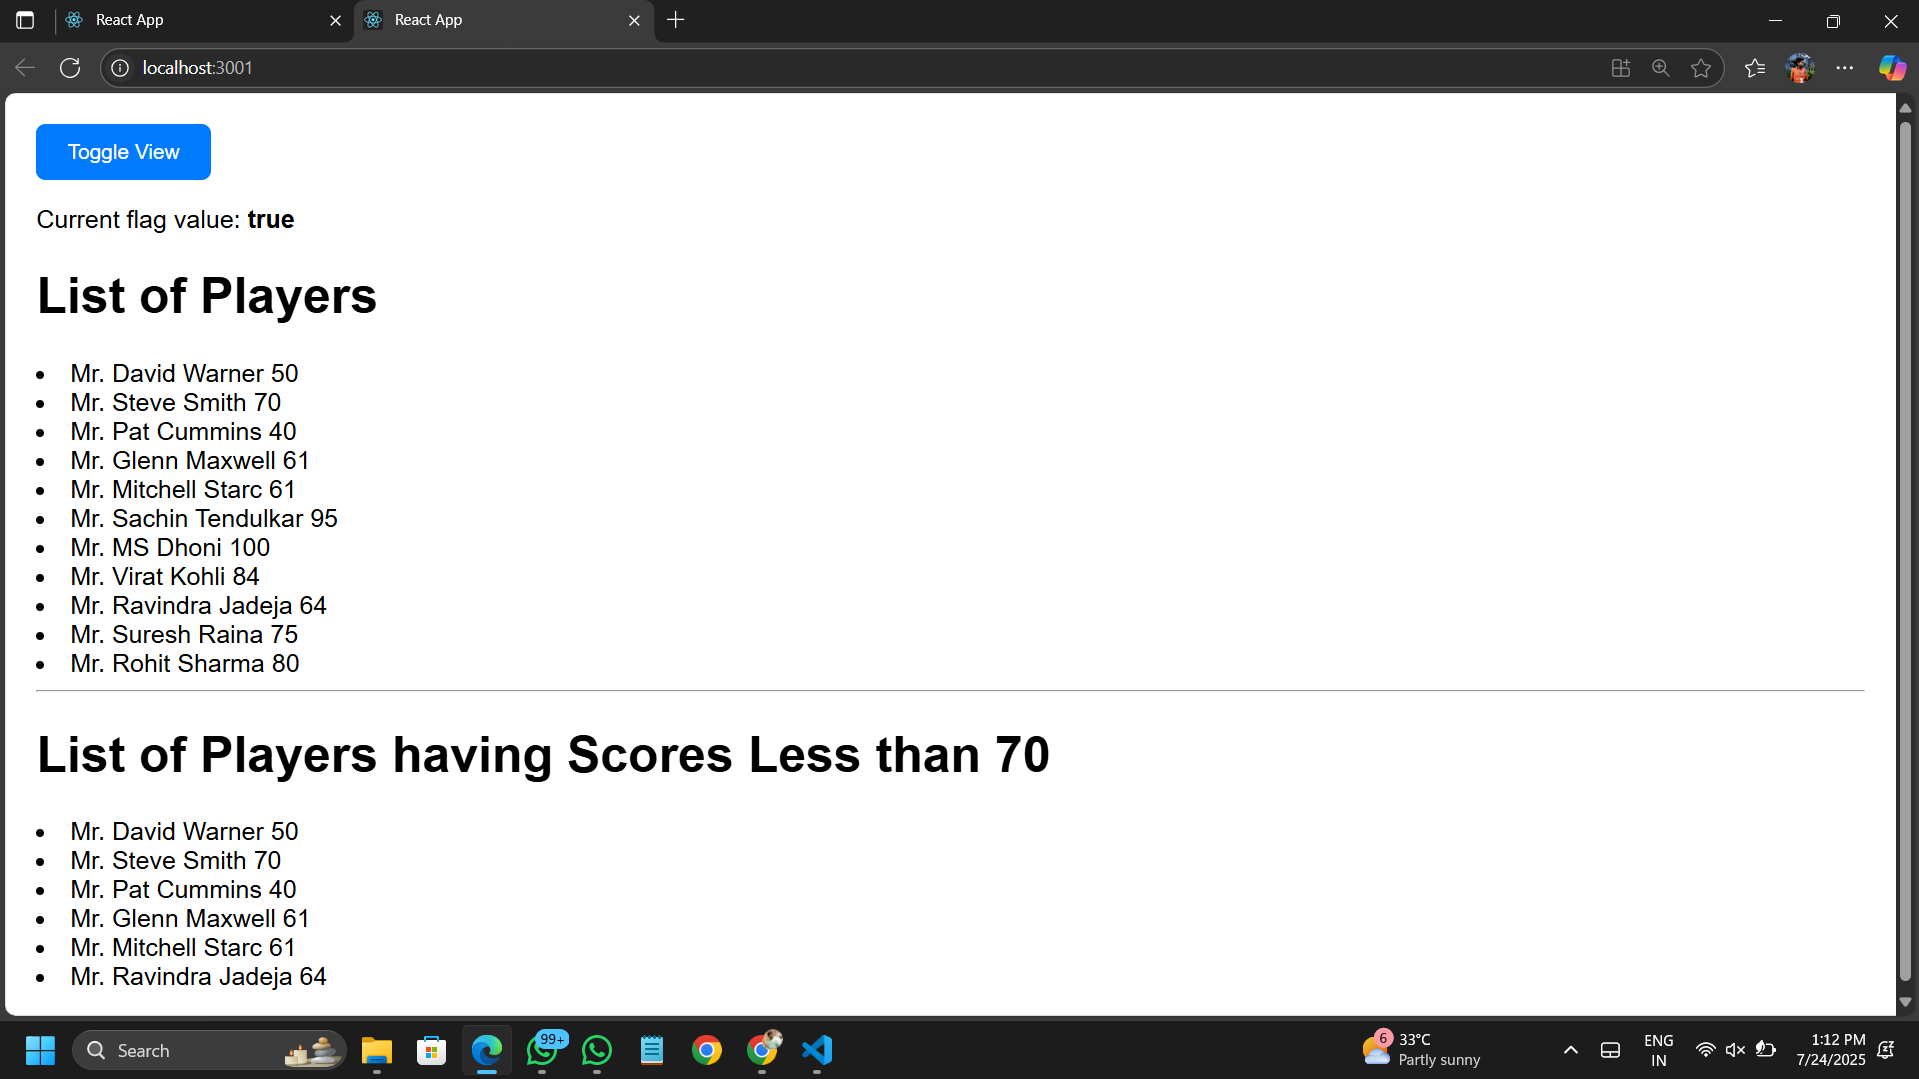 React App
React App
localhost:3001
Toggle View
Current flag value: true
List of Players
Mr. David Warner 50
Mr. Steve Smith 70
Mr. Pat Cummins 40
Mr. Glenn Maxwell 61
Mr. Mitchell Starc 61
Mr. Sachin Tendulkar 95
Mr. MS Dhoni 100
Mr. Virat Kohli 84
Mr. Ravindra Jadeja 64
Mr. Suresh Raina 75
Mr. Rohit Sharma 80
List of Players having Scores Less than 70
Mr. David Warner 50
Mr. Steve Smith 70
Mr. Pat Cummins 40
Mr. Glenn Maxwell 61
Mr. Mitchell Starc 61
Mr. Ravindra Jadeja 64
Search
99+
6
33°C
Partly sunny
ENG
IN
1:12 PM
7/24/2025